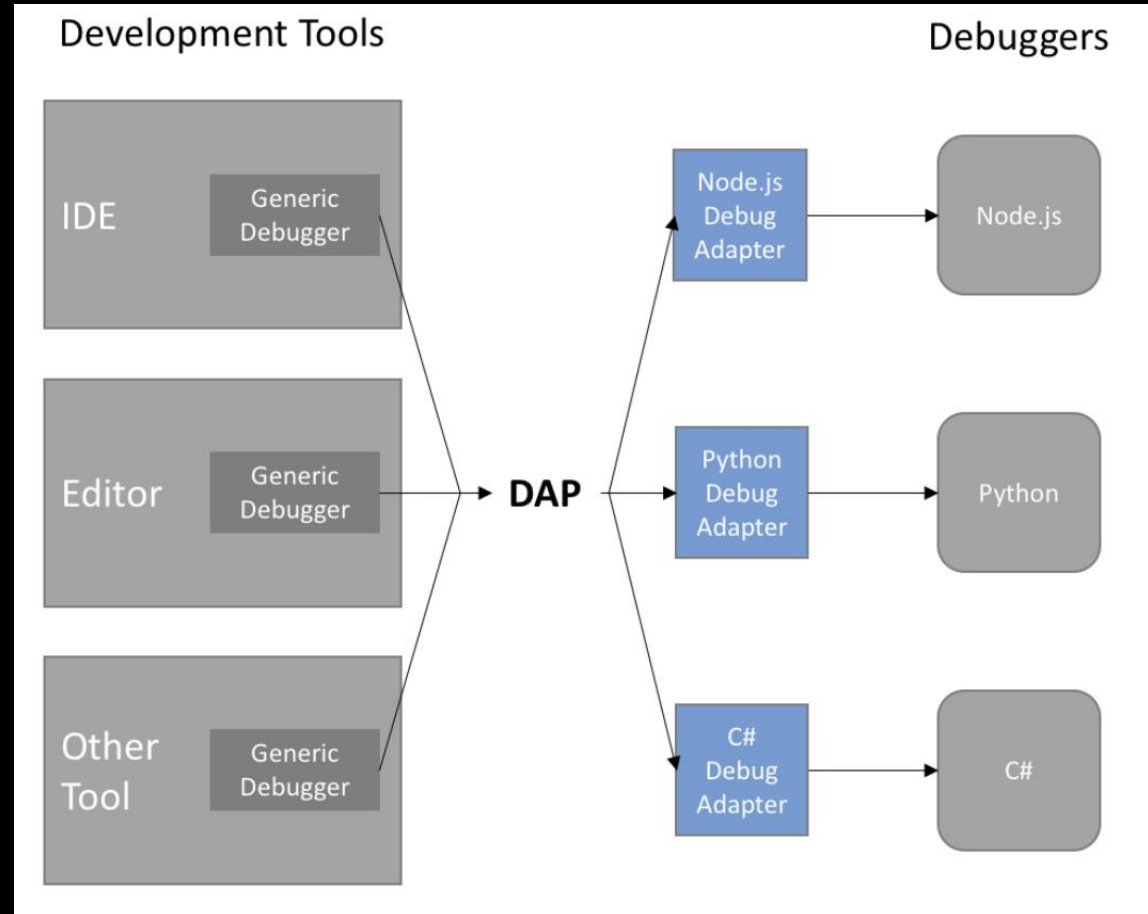 Development Tools
Debuggers
IDE
Generic
Debugger
Node.js
Debug
Adapter
Node.js
Editor
Generic
Debugger
DAP
Python
Debug
Adapter
Python
Other
Tool
Generic
Debugger
C#
Debug
Adapter
C#